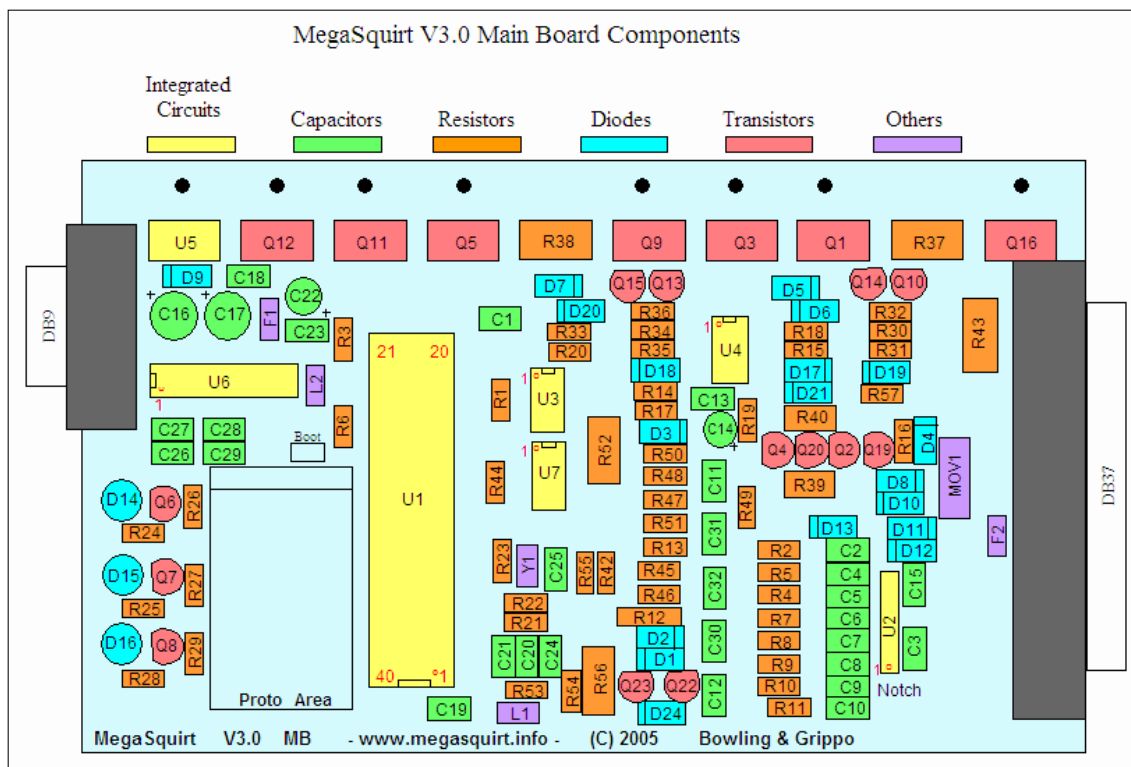 MegaSquirt V3.0 Main Board Components
Integrated
Circuits
Capacitors
Resistors
Diodes
Transistors
Others
U5
Q12
Q11
Q5
R38
Q9
Q3
Q1
R37
Q16
D9
C18
C22
D7
Q15
Q13
D5
Q14
Q10
+
+
+
C16
C17
F1
C23
R3
C1
D20
R33
R20
R36
R34
R35
U4
1
D6
R18
R15
R32
R30
R31
R43
DB9
21
20
U6
1
L2
D18
R14
R17
D17
D21
D19
R57
1
U3
R1
C13
C14
+
R19
R40
C27
C28
C26
C29
Boot
R6
R52
D3
R50
R48
R47
R51
R13
R45
R46
R12
Q4
Q20
Q2
Q19
R16
D4
MOV1
1
U7
R44
U1
C11
R49
R39
D8
D10
D14
Q6
R26
R24
C31
D13
D11
D12
F2
DB37
D15
Q7
R27
R25
R23
Y1
C25
R55
R42
C32
R2
R5
R4
R7
R8
R9
R10
R11
C2
C4
C5
C6
C7
C8
C9
C10
C15
U2
1
C3
Notch
D16
Q8
R29
R28
R22
R21
C21
C20
C24
R53
L1
R54
R56
D2
D1
Q23
Q22
D24
C30
C12
40
1
C19
Proto Area
MegaSquirt V3.0 MB - www.megasquirt.info - (C) 2005 Bowling & Grippo